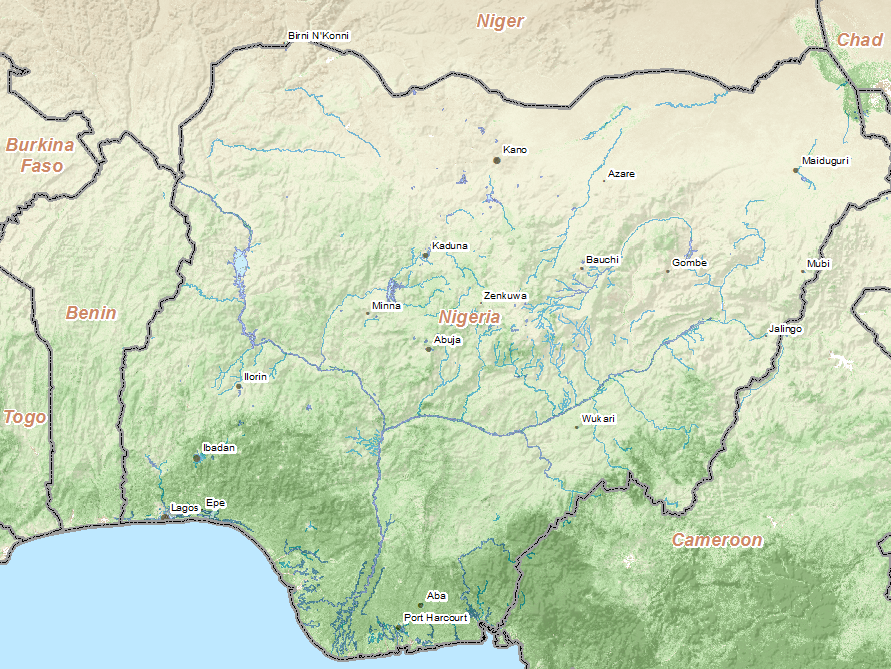 Niger
Birni N'Konni
Chad
Burkina
Faso
Kano
Maiduguri
Azare
Kaduna
Bauchi
Gombe
Mubi
Zenkuwa
Minna
Benin
Nigeria
Jalingo
Abuja
Ilorin
Togo
Wukari
Ibadan
Epe
Lagos
Cameroon
Aba
Port Harcourt